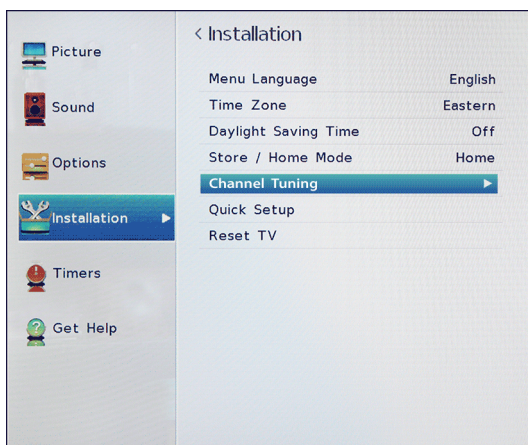 Picture
Sound
Options
Installation
Timers
Get Help
< Installation
Menu Language English
Time Zone Eastern
Daylight Saving Time Off
Store / Home Mode Home
Channel Tuning
Quick Setup
Reset TV